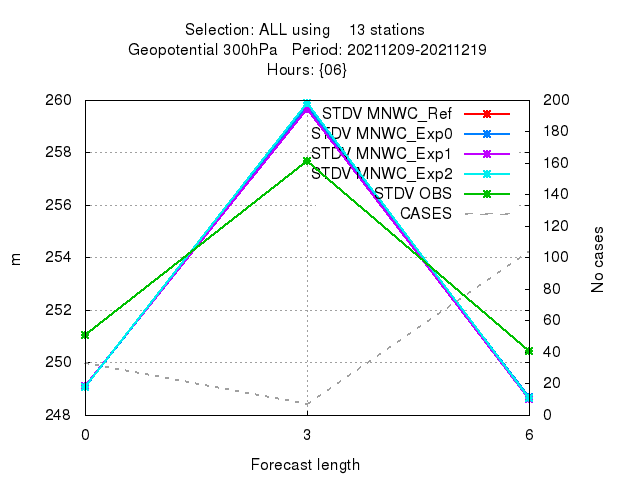 Selection: ALL using 13 stations
Geopotential 300hPa Period: 20211209-20211219
Hours: {06}
260 200
STDV MNWC_Ref
STDV MNWC_Exp0
180
258 STDV MNWC_Exp1
160
STDV MNWC_Exp2
STDV OBS
140
256
CASES
120
254 100
m
No cases
80
252
60
250
40
20
248 0
0 3 6
Forecast length